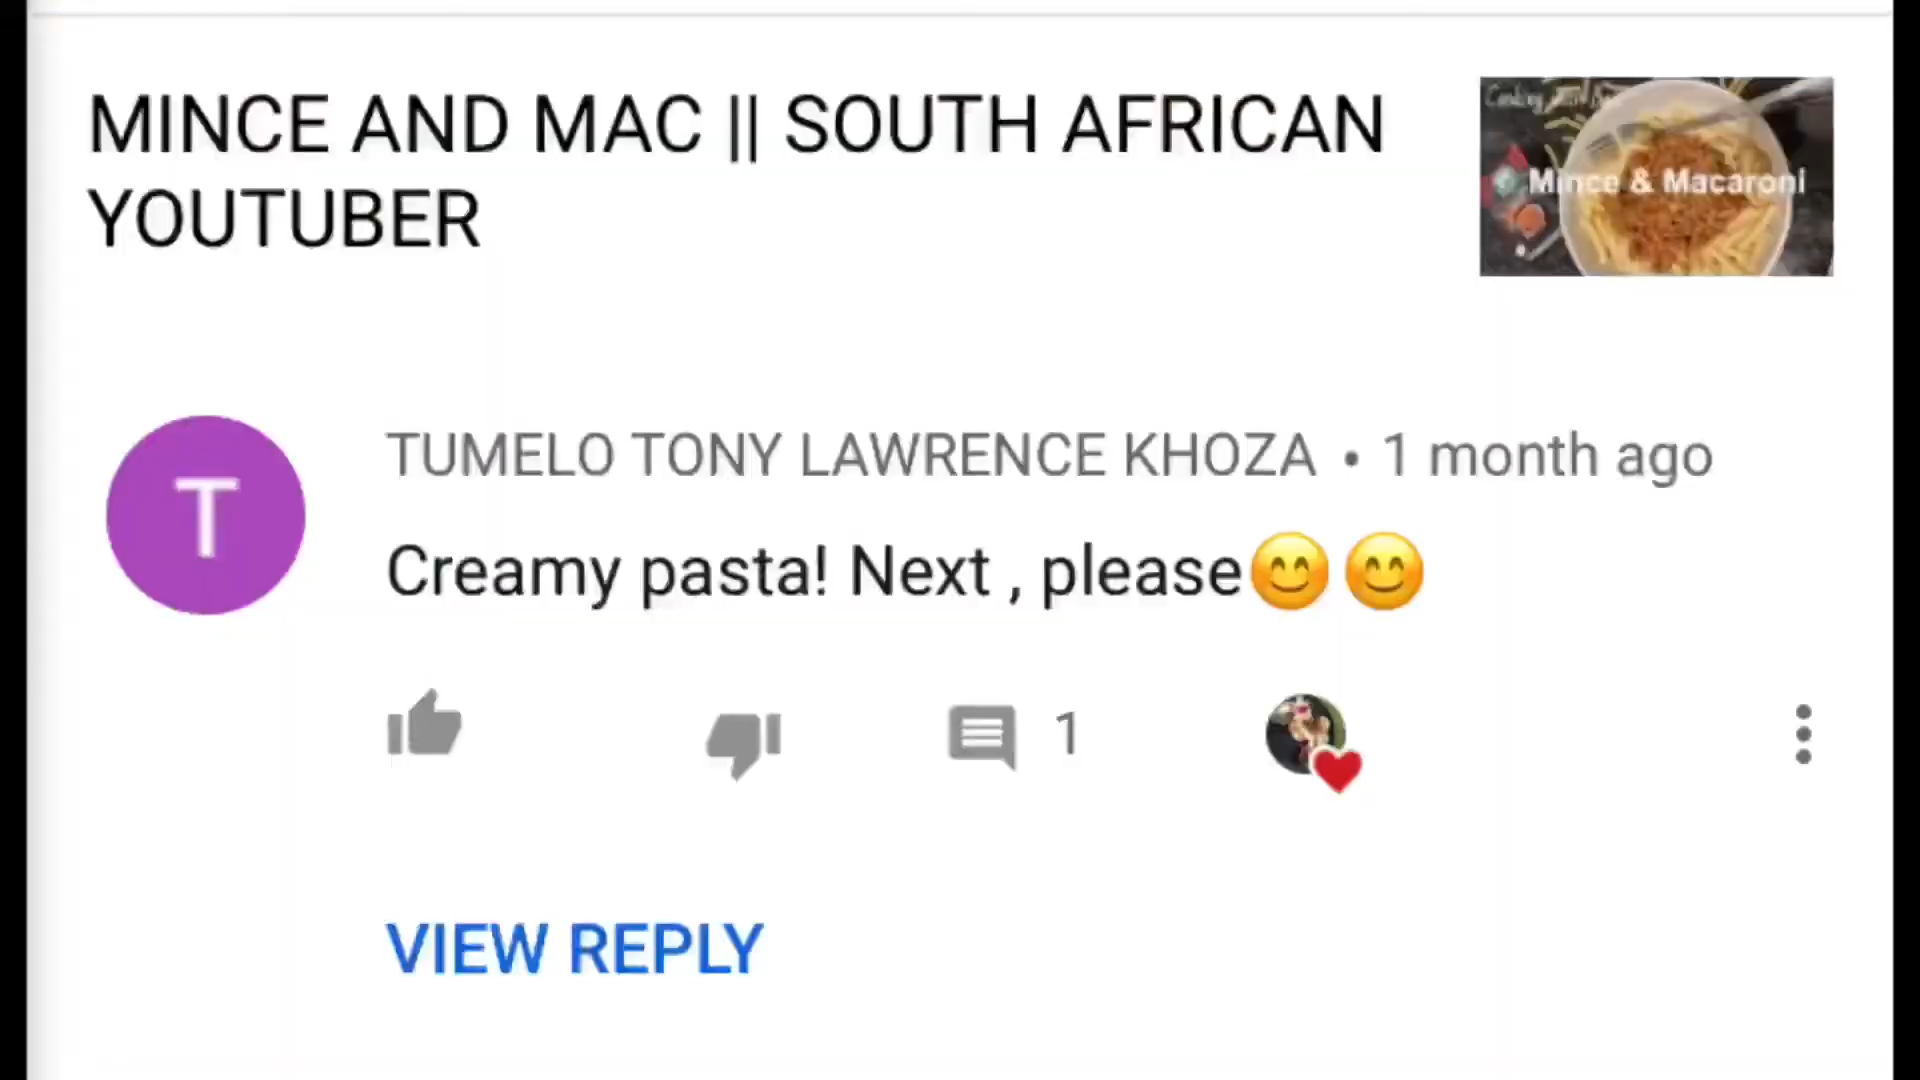 MINCE AND MAC || SOUTH AFRICAN
YOUTUBER
Mince & Macaroni
T
TUMELO TONY LAWRENCE KHOZA • 1 month ago
Creamy pasta! Next , please😊😊
1
VIEW REPLY